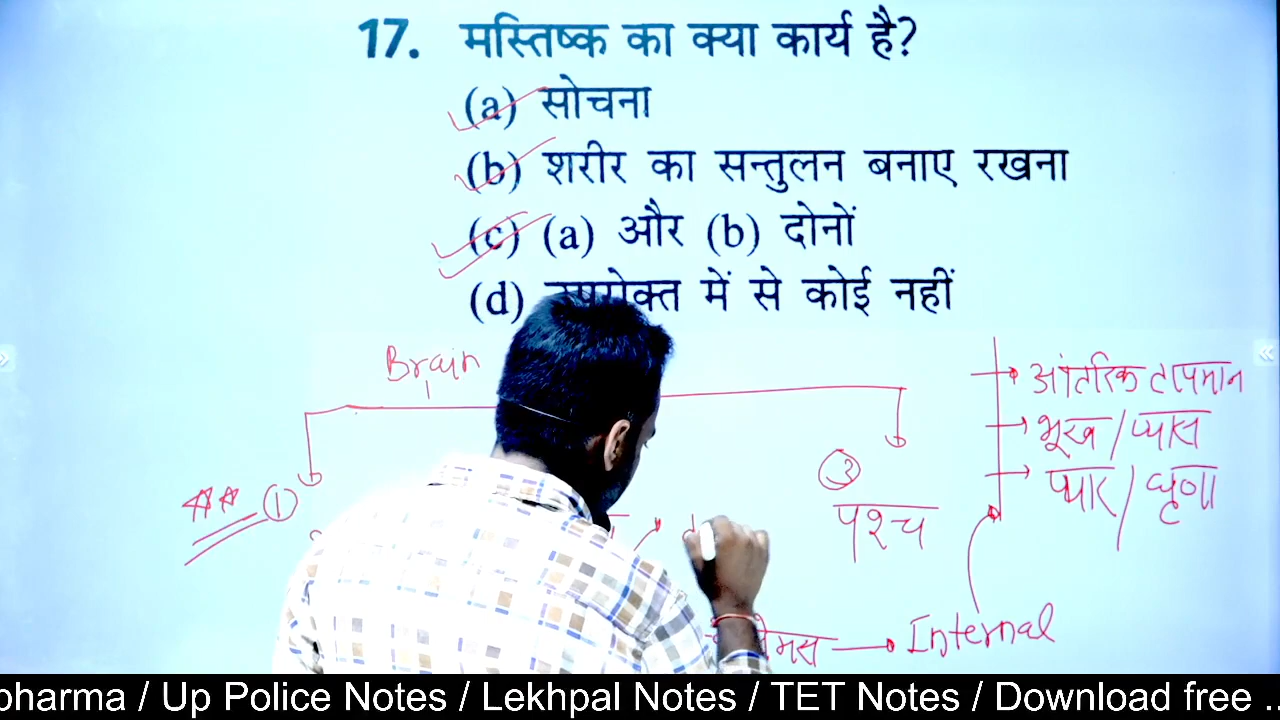 17. मस्तिष्क का क्या कार्य है?
(a) सोचना
(b) शरीर का सन्तुलन बनाए रखना
(c) (a) और (b) दोनों
(d) उपरोक्त में से कोई नहीं
Brain
आंतरिक तापमान
भूख / प्यास
प्यार / घृणा
①
③
पश्च
Internal
pharma / Up Police Notes / Lekhpal Notes / TET Notes / Download free ..